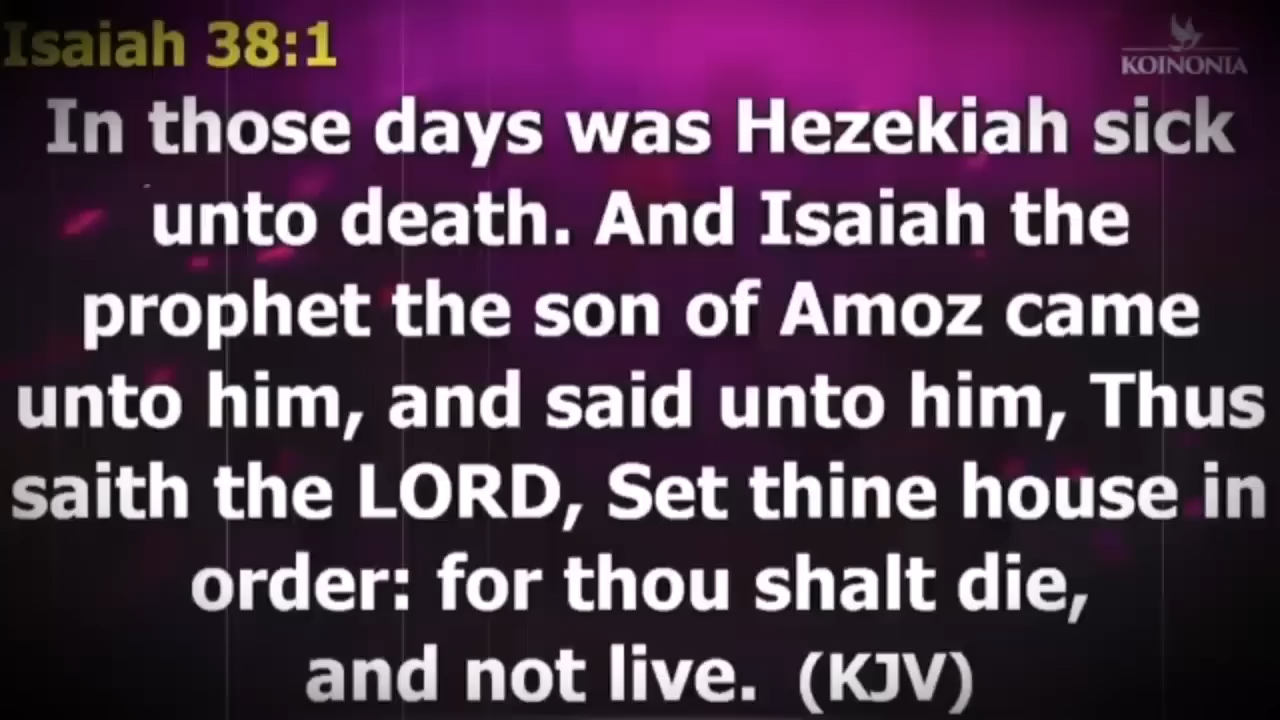 Isaiah 38:1
KOINONIA
In those days was Hezekiah sick
unto death. And Isaiah the
prophet the son of Amoz came
unto him, and said unto him, Thus
saith the LORD, Set thine house in
order: for thou shalt die,
and not live. (KJV)